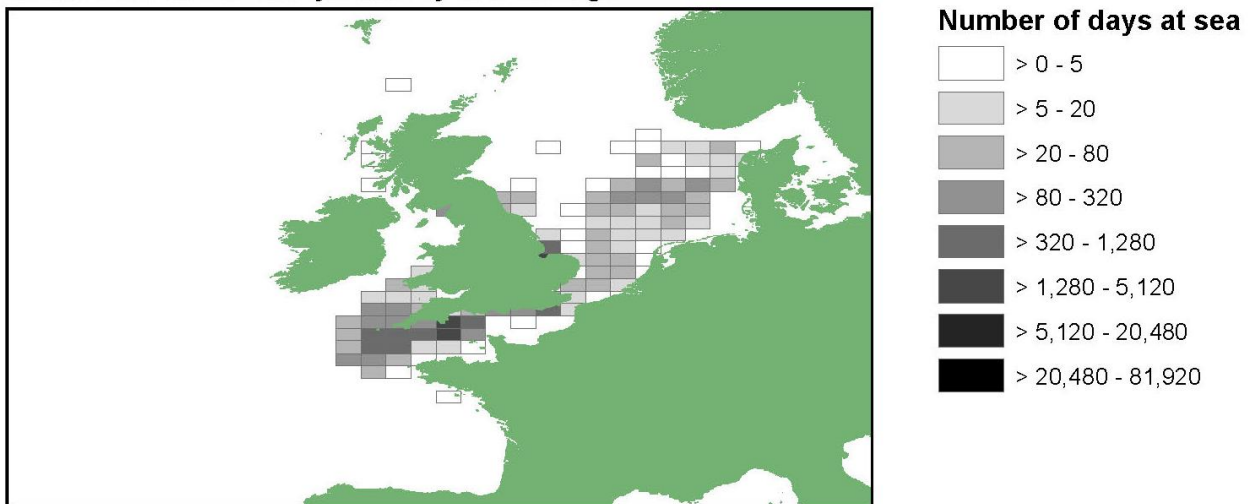 Number of days at sea
> 0 - 5
> 5 - 20
> 20 - 80
> 80 - 320
> 320 - 1,280
> 1,280 - 5,120
> 5,120 - 20,480
> 20,480 - 81,920